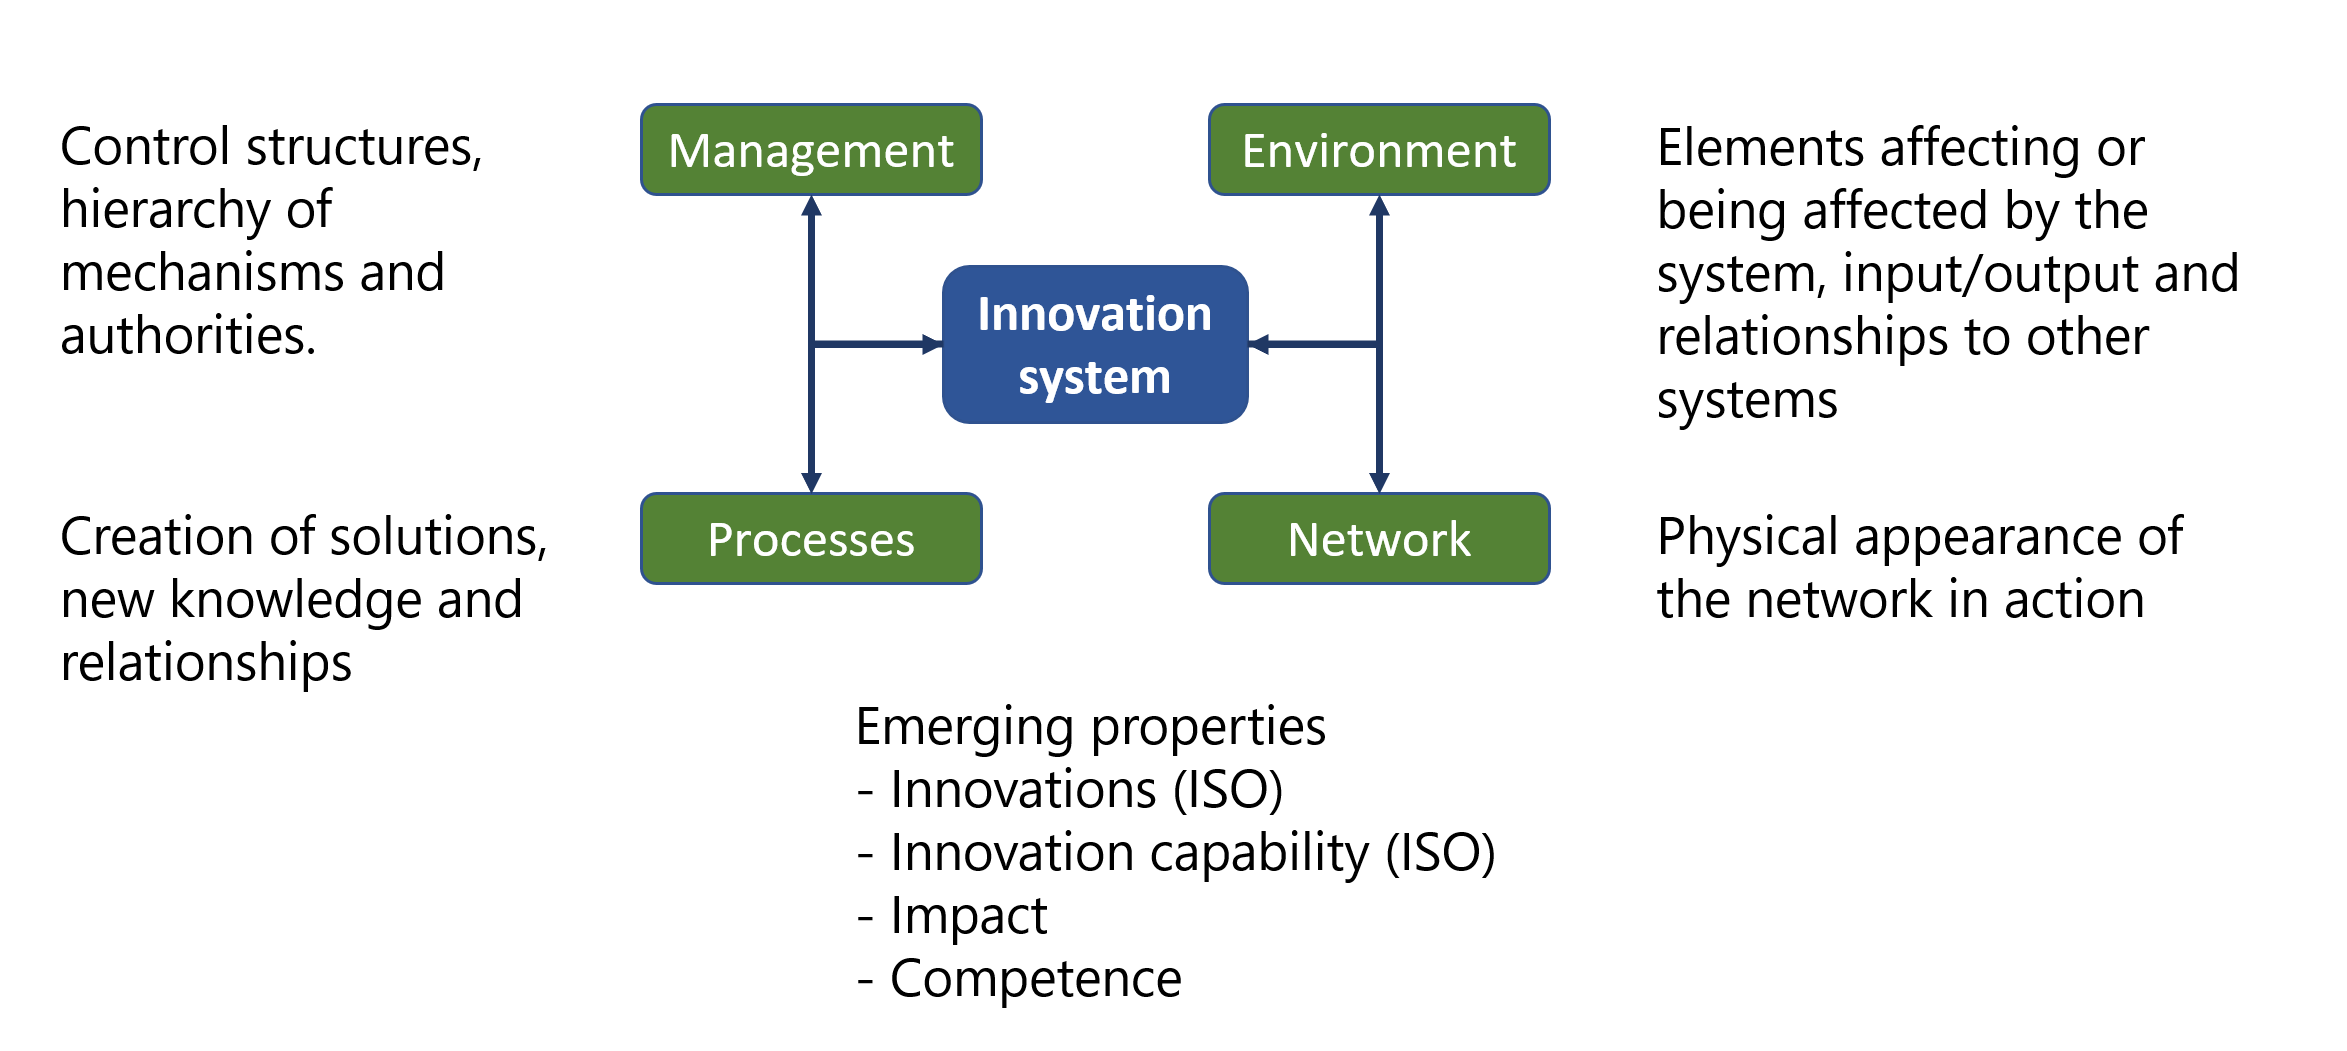 Control structures,
hierarchy of
mechanisms and
authorities.
Management
Environment
Elements affecting or
being affected by the
system, input/output and
relationships to other
systems
Innovation
system
Creation of solutions,
new knowledge and
relationships
Processes
Network
Physical appearance of
the network in action
Emerging properties
- Innovations (ISO)
- Innovation capability (ISO)
- Impact
- Competence